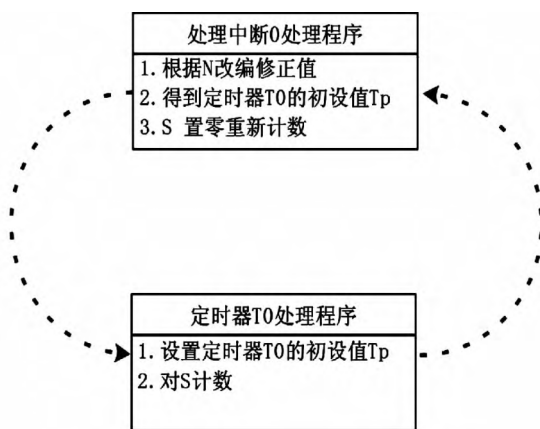 处理中断0处理程序
1.根据N改编修正值
2.得到定时器T0的初设值Tp
3.S 置零重新计数
定时器T0处理程序
1.设置定时器T0的初设值Tp
2.对S计数